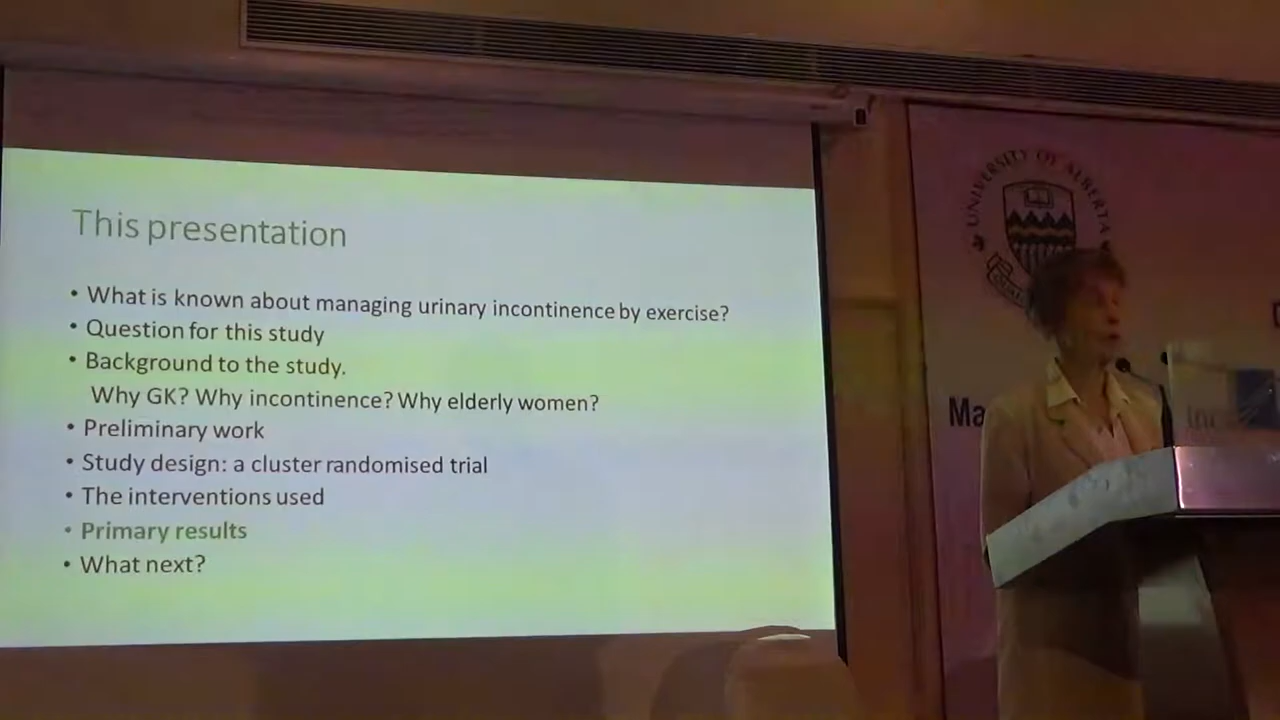 This presentation
• What is known about managing urinary incontinence by exercise?
• Question for this study
• Background to the study.
Why GK? Why incontinence? Why elderly women?
• Preliminary work
• Study design: a cluster randomised trial
• The interventions used
• Primary results
• What next?
UNIVERSITY OF ALBERTA
Ma